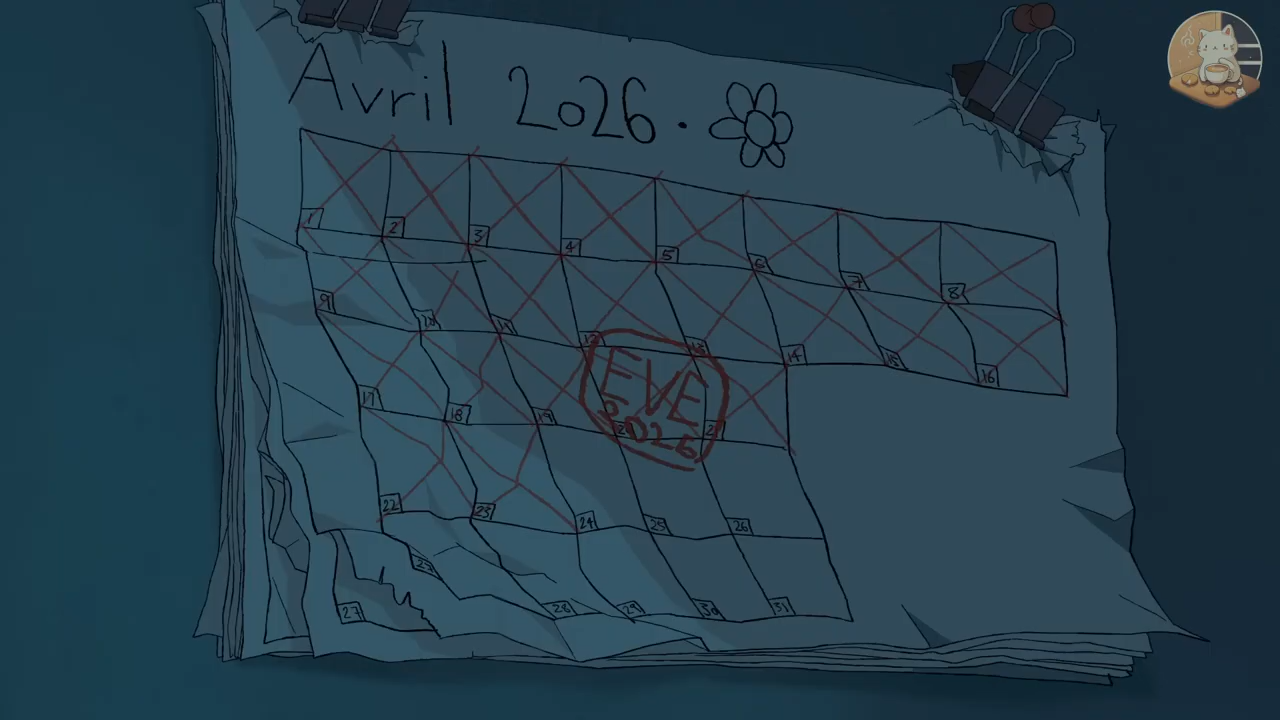 Avril 2026.
1 2 3 4 5 6 7 8
9 10 11 12 13 14 15 16
17 18 19 20 21
EVE
2026
22 23 24 25 26
27 27 28 29 30 31